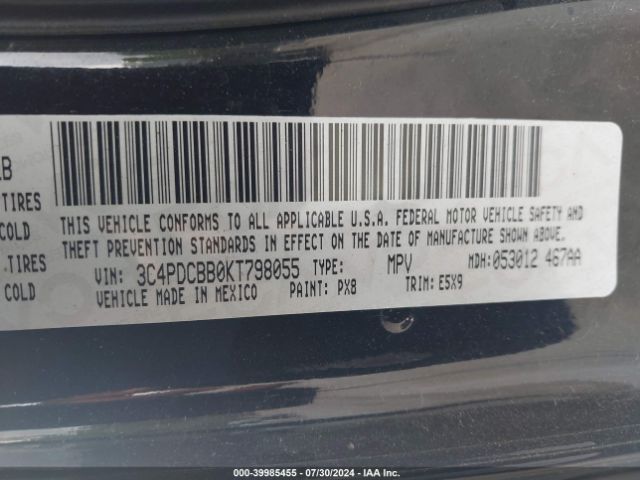 LB
TIRES
COLD
TIRES
COLD
THIS VEHICLE CONFORMS TO ALL APPLICABLE U.S.A. FEDERAL MOTOR VEHICLE SAFETY AND
THEFT PREVENTION STANDARDS IN EFFECT ON THE DATE OF MANUFACTURE SHOWN ABOVE.
VIN: 3C4PDCBB0KT798055 TYPE: MPV MDH: 053012 467AA
VEHICLE MADE IN MEXICO PAINT: PX8 TRIM: E5X9
000-39985455 - 07/30/2024 - IAA Inc.